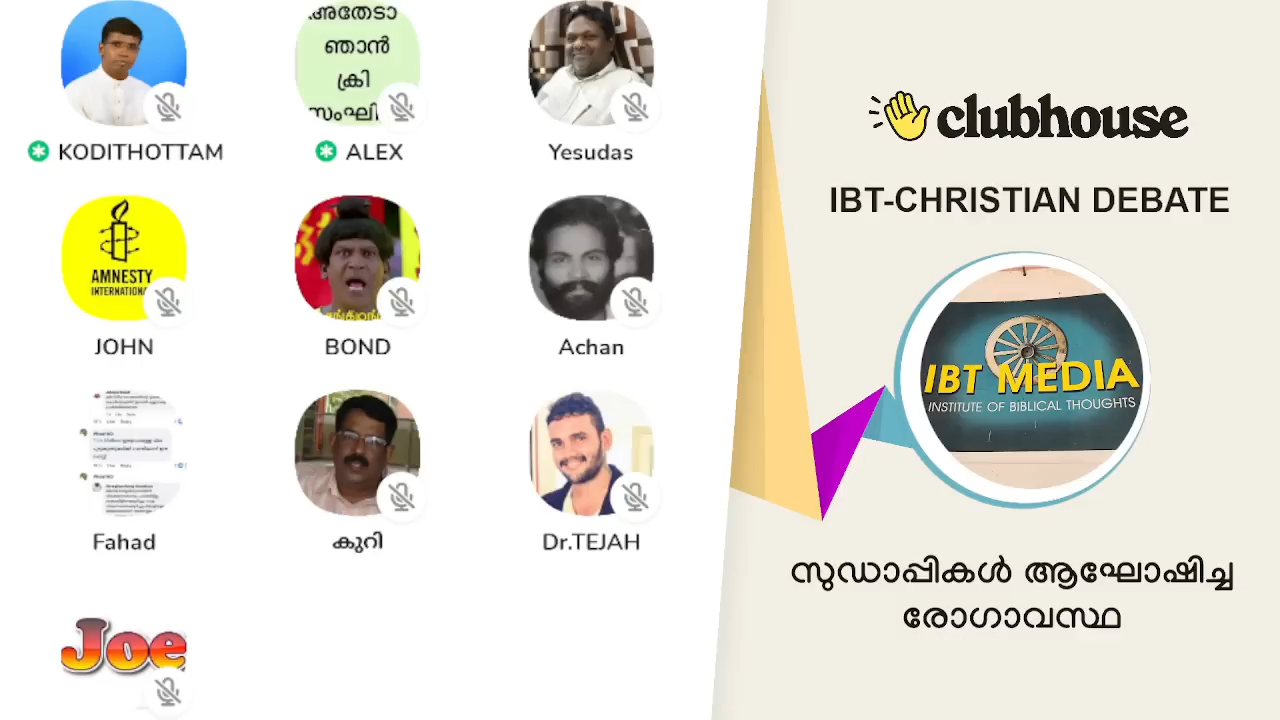 അതേടാ
ഞാൻ
ക്രി
സംഘി
KODITHOTTAM
ALEX
Yesudas
AMNESTY
INTERNATIONA
JOHN
BOND
Achan
Fahad
കുറി
Dr.TEJAH
Joe
clubhouse
IBT-CHRISTIAN DEBATE
IBT MEDIA
INSTITUTE OF BIBLICAL THOUGHTS
സുഡാപ്പികൾ ആഘോഷിച്ച
രോഗാവസ്ഥ